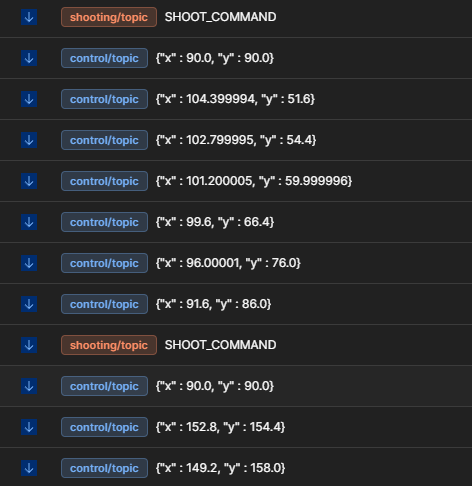 shooting/topic SHOOT_COMMAND
control/topic {"x" : 90.0, "y" : 90.0}
control/topic {"x" : 104.399994, "y" : 51.6}
control/topic {"x" : 102.799995, "y" : 54.4}
control/topic {"x" : 101.200005, "y" : 59.999996}
control/topic {"x" : 99.6, "y" : 66.4}
control/topic {"x" : 96.00001, "y" : 76.0}
control/topic {"x" : 91.6, "y" : 86.0}
shooting/topic SHOOT_COMMAND
control/topic {"x" : 90.0, "y" : 90.0}
control/topic {"x" : 152.8, "y" : 154.4}
control/topic {"x" : 149.2, "y" : 158.0}